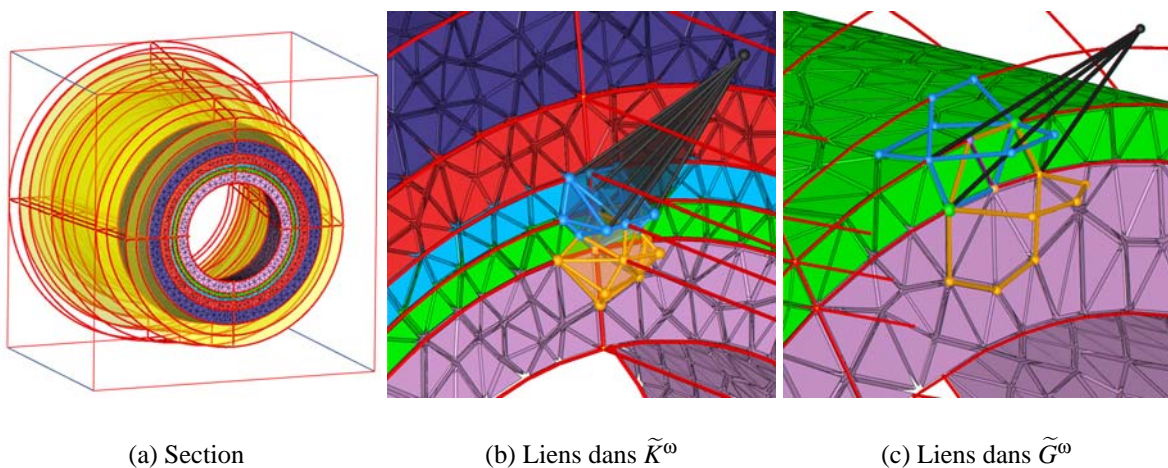 (a) Section
(b) Liens dans K̃^ω
(c) Liens dans G̃^ω